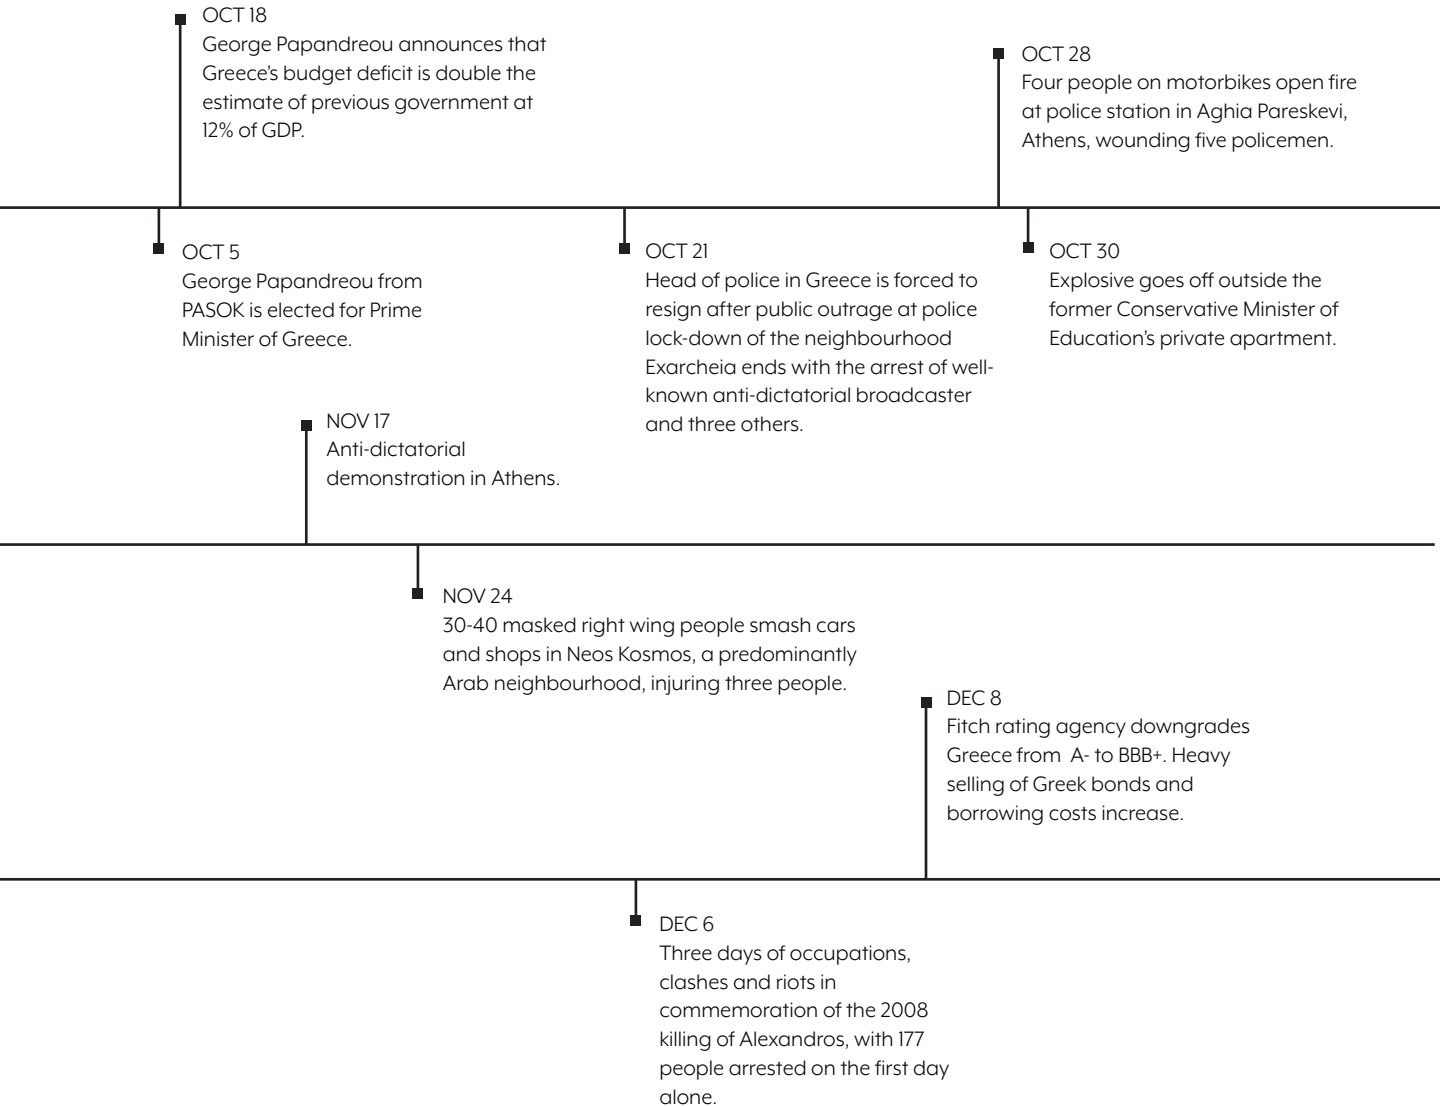 OCT 18
George Papandreou announces that
Greece's budget deficit is double the
estimate of previous government at
12% of GDP.
OCT 28
Four people on motorbikes open fire
at police station in Aghia Pareskevi,
Athens, wounding five policemen.
OCT 5
George Papandreou from
PASOK is elected for Prime
Minister of Greece.
OCT 21
Head of police in Greece is forced to
resign after public outrage at police
lock-down of the neighbourhood
Exarcheia ends with the arrest of well-
known anti-dictatorial broadcaster
and three others.
OCT 30
Explosive goes off outside the
former Conservative Minister of
Education's private apartment.
NOV 17
Anti-dictatorial
demonstration in Athens.
NOV 24
30-40 masked right wing people smash cars
and shops in Neos Kosmos, a predominantly
Arab neighbourhood, injuring three people.
DEC 8
Fitch rating agency downgrades
Greece from A- to BBB+. Heavy
selling of Greek bonds and
borrowing costs increase.
DEC 6
Three days of occupations,
clashes and riots in
commemoration of the 2008
killing of Alexandros, with 177
people arrested on the first day
alone.